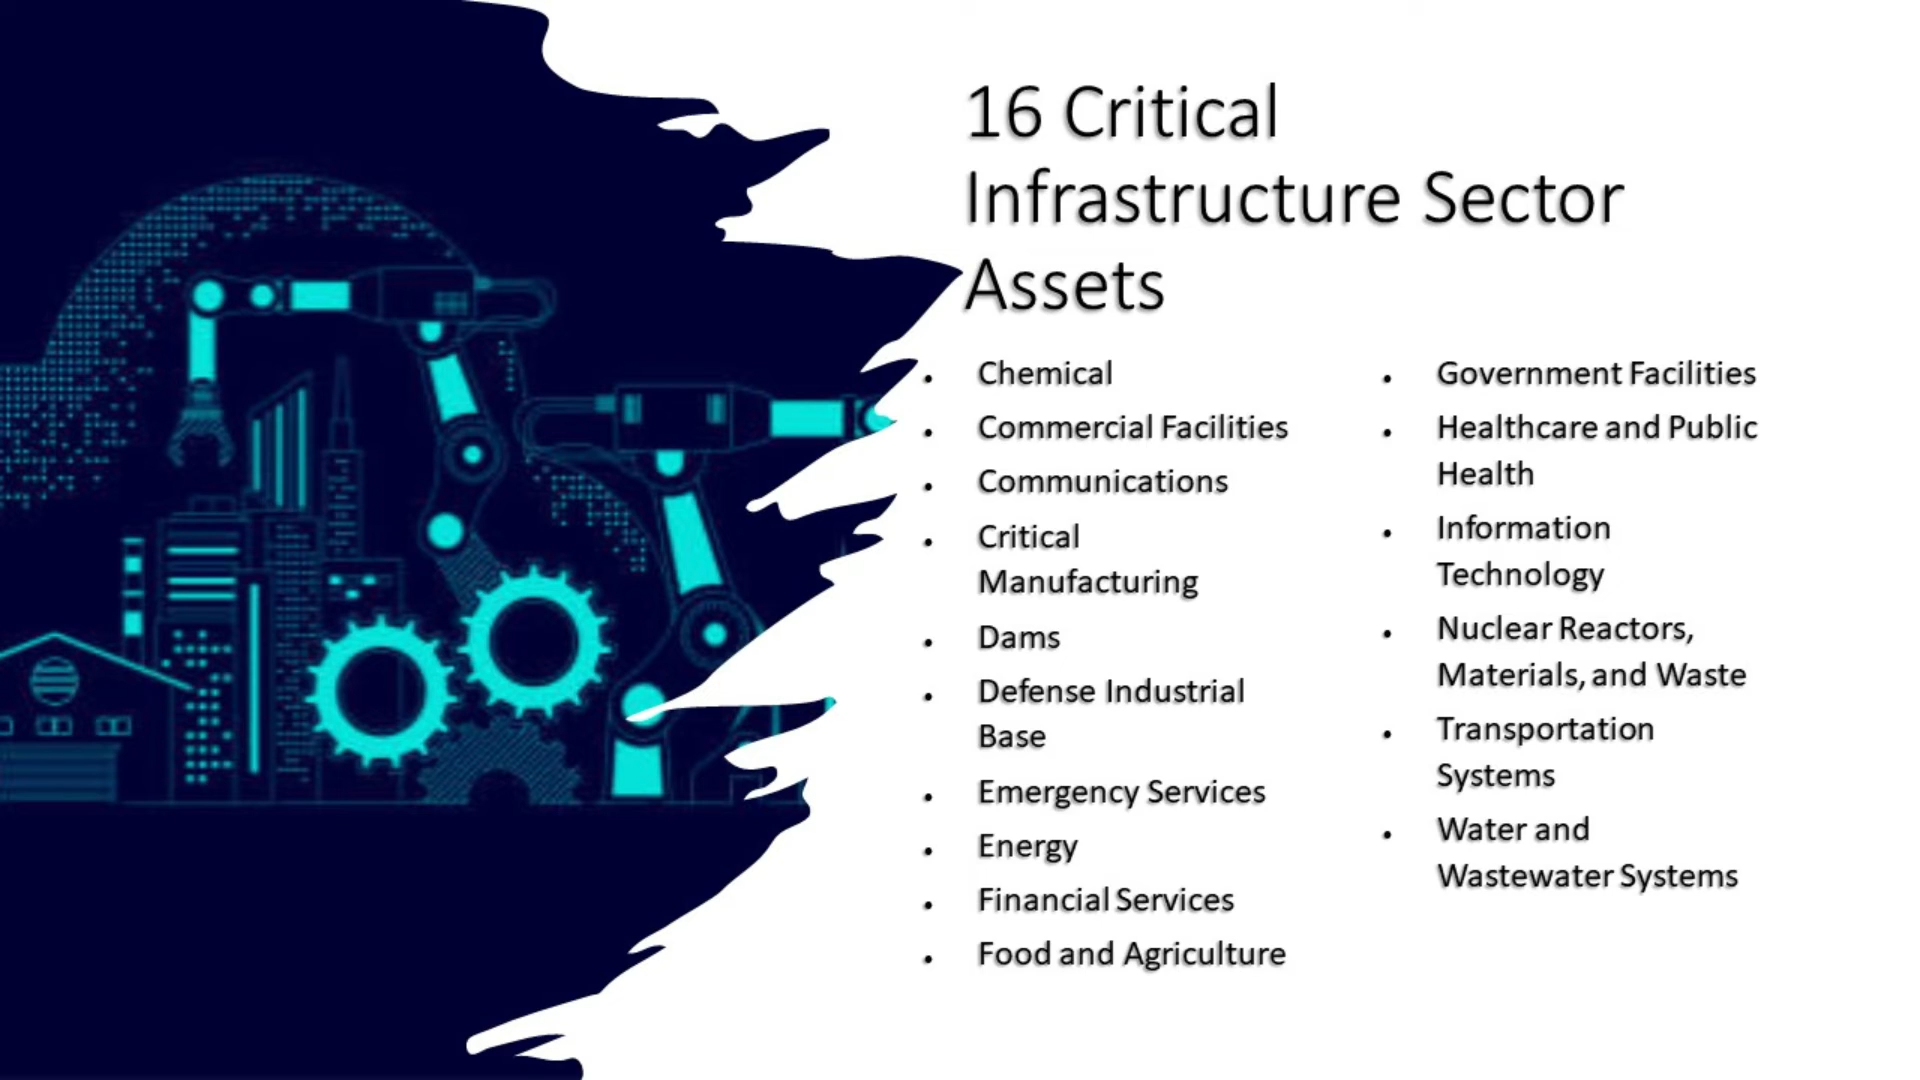 16 Critical
Infrastructure Sector
Assets
• Chemical
• Commercial Facilities
• Communications
• Critical
Manufacturing
• Dams
• Defense Industrial
Base
• Emergency Services
• Energy
• Financial Services
• Food and Agriculture
• Government Facilities
• Healthcare and Public
Health
• Information
Technology
• Nuclear Reactors,
Materials, and Waste
• Transportation
Systems
• Water and
Wastewater Systems